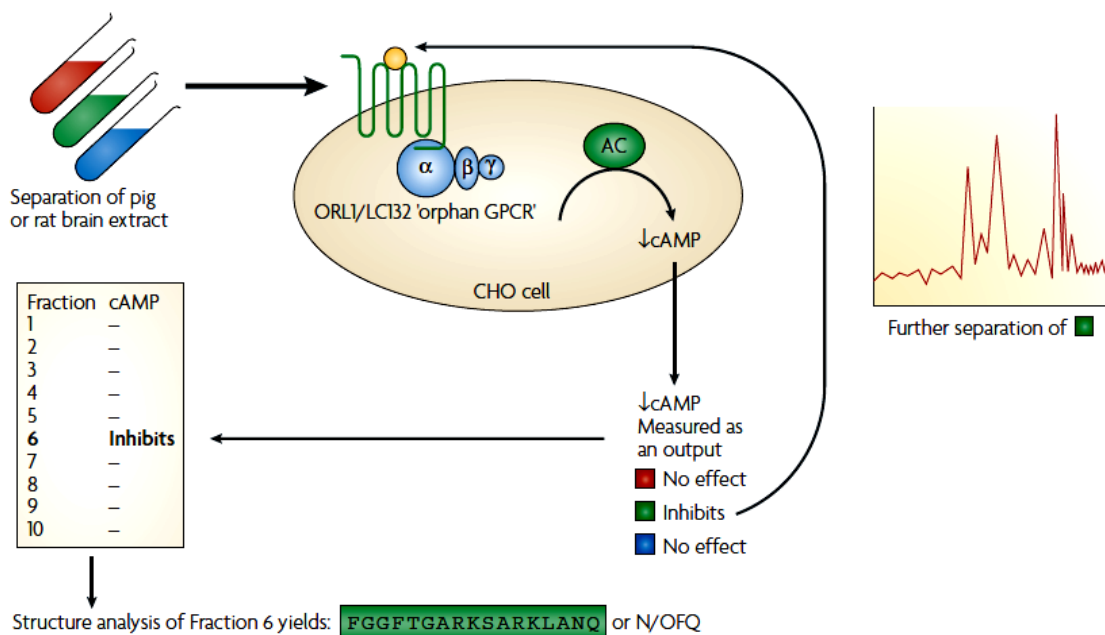 Separation of pig
or rat brain extract
α β γ
ORL1/LC132 'orphan GPCR'
AC
↓cAMP
CHO cell
Further separation of
Fraction cAMP
1 –
2 –
3 –
4 –
5 –
6 Inhibits
7 –
8 –
9 –
10 –
↓cAMP
Measured as
an output
No effect
Inhibits
No effect
Structure analysis of Fraction 6 yields: FGGFTGARKSARKLANQ or N/OFQ